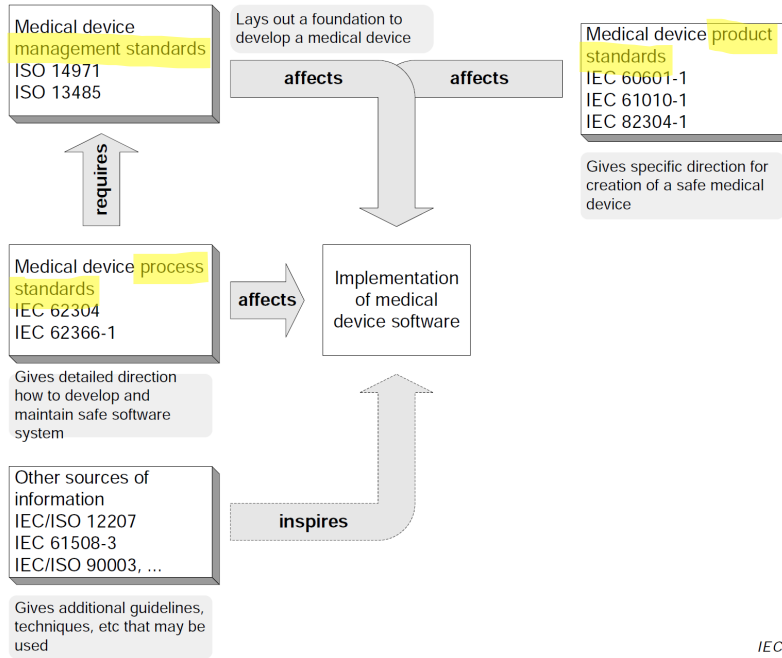 Medical device
management standards
ISO 14971
ISO 13485
Lays out a foundation to
develop a medical device
affects
affects
Medical device product
standards
IEC 60601-1
IEC 61010-1
IEC 82304-1
Gives specific direction for
creation of a safe medical
device
requires
Medical device process
standards
IEC 62304
IEC 62366-1
affects
Implementation
of medical
device software
Gives detailed direction
how to develop and
maintain safe software
system
Other sources of
information
IEC/ISO 12207
IEC 61508-3
IEC/ISO 90003, ...
inspires
Gives additional guidelines,
techniques, etc that may be
used
IEC